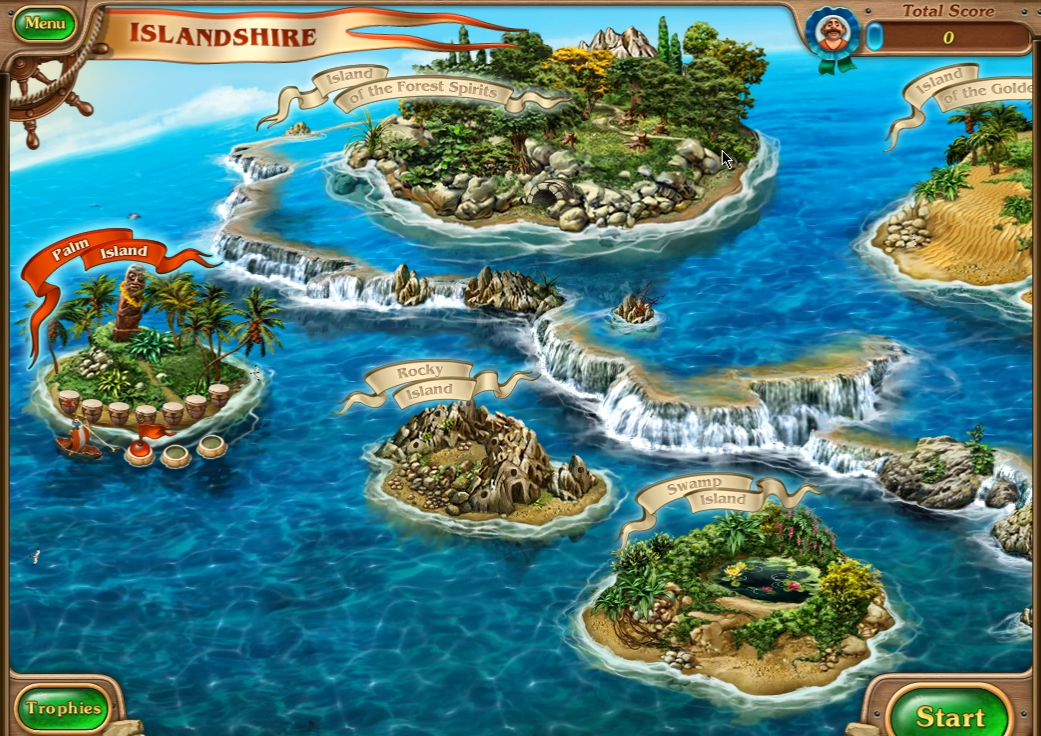 Menu
ISLANDSHIRE
Total Score
0
Island
of the Forest Spirits
Island
of the Golde
Palm
Island
Rocky
Island
Swamp
Island
Trophies
Start